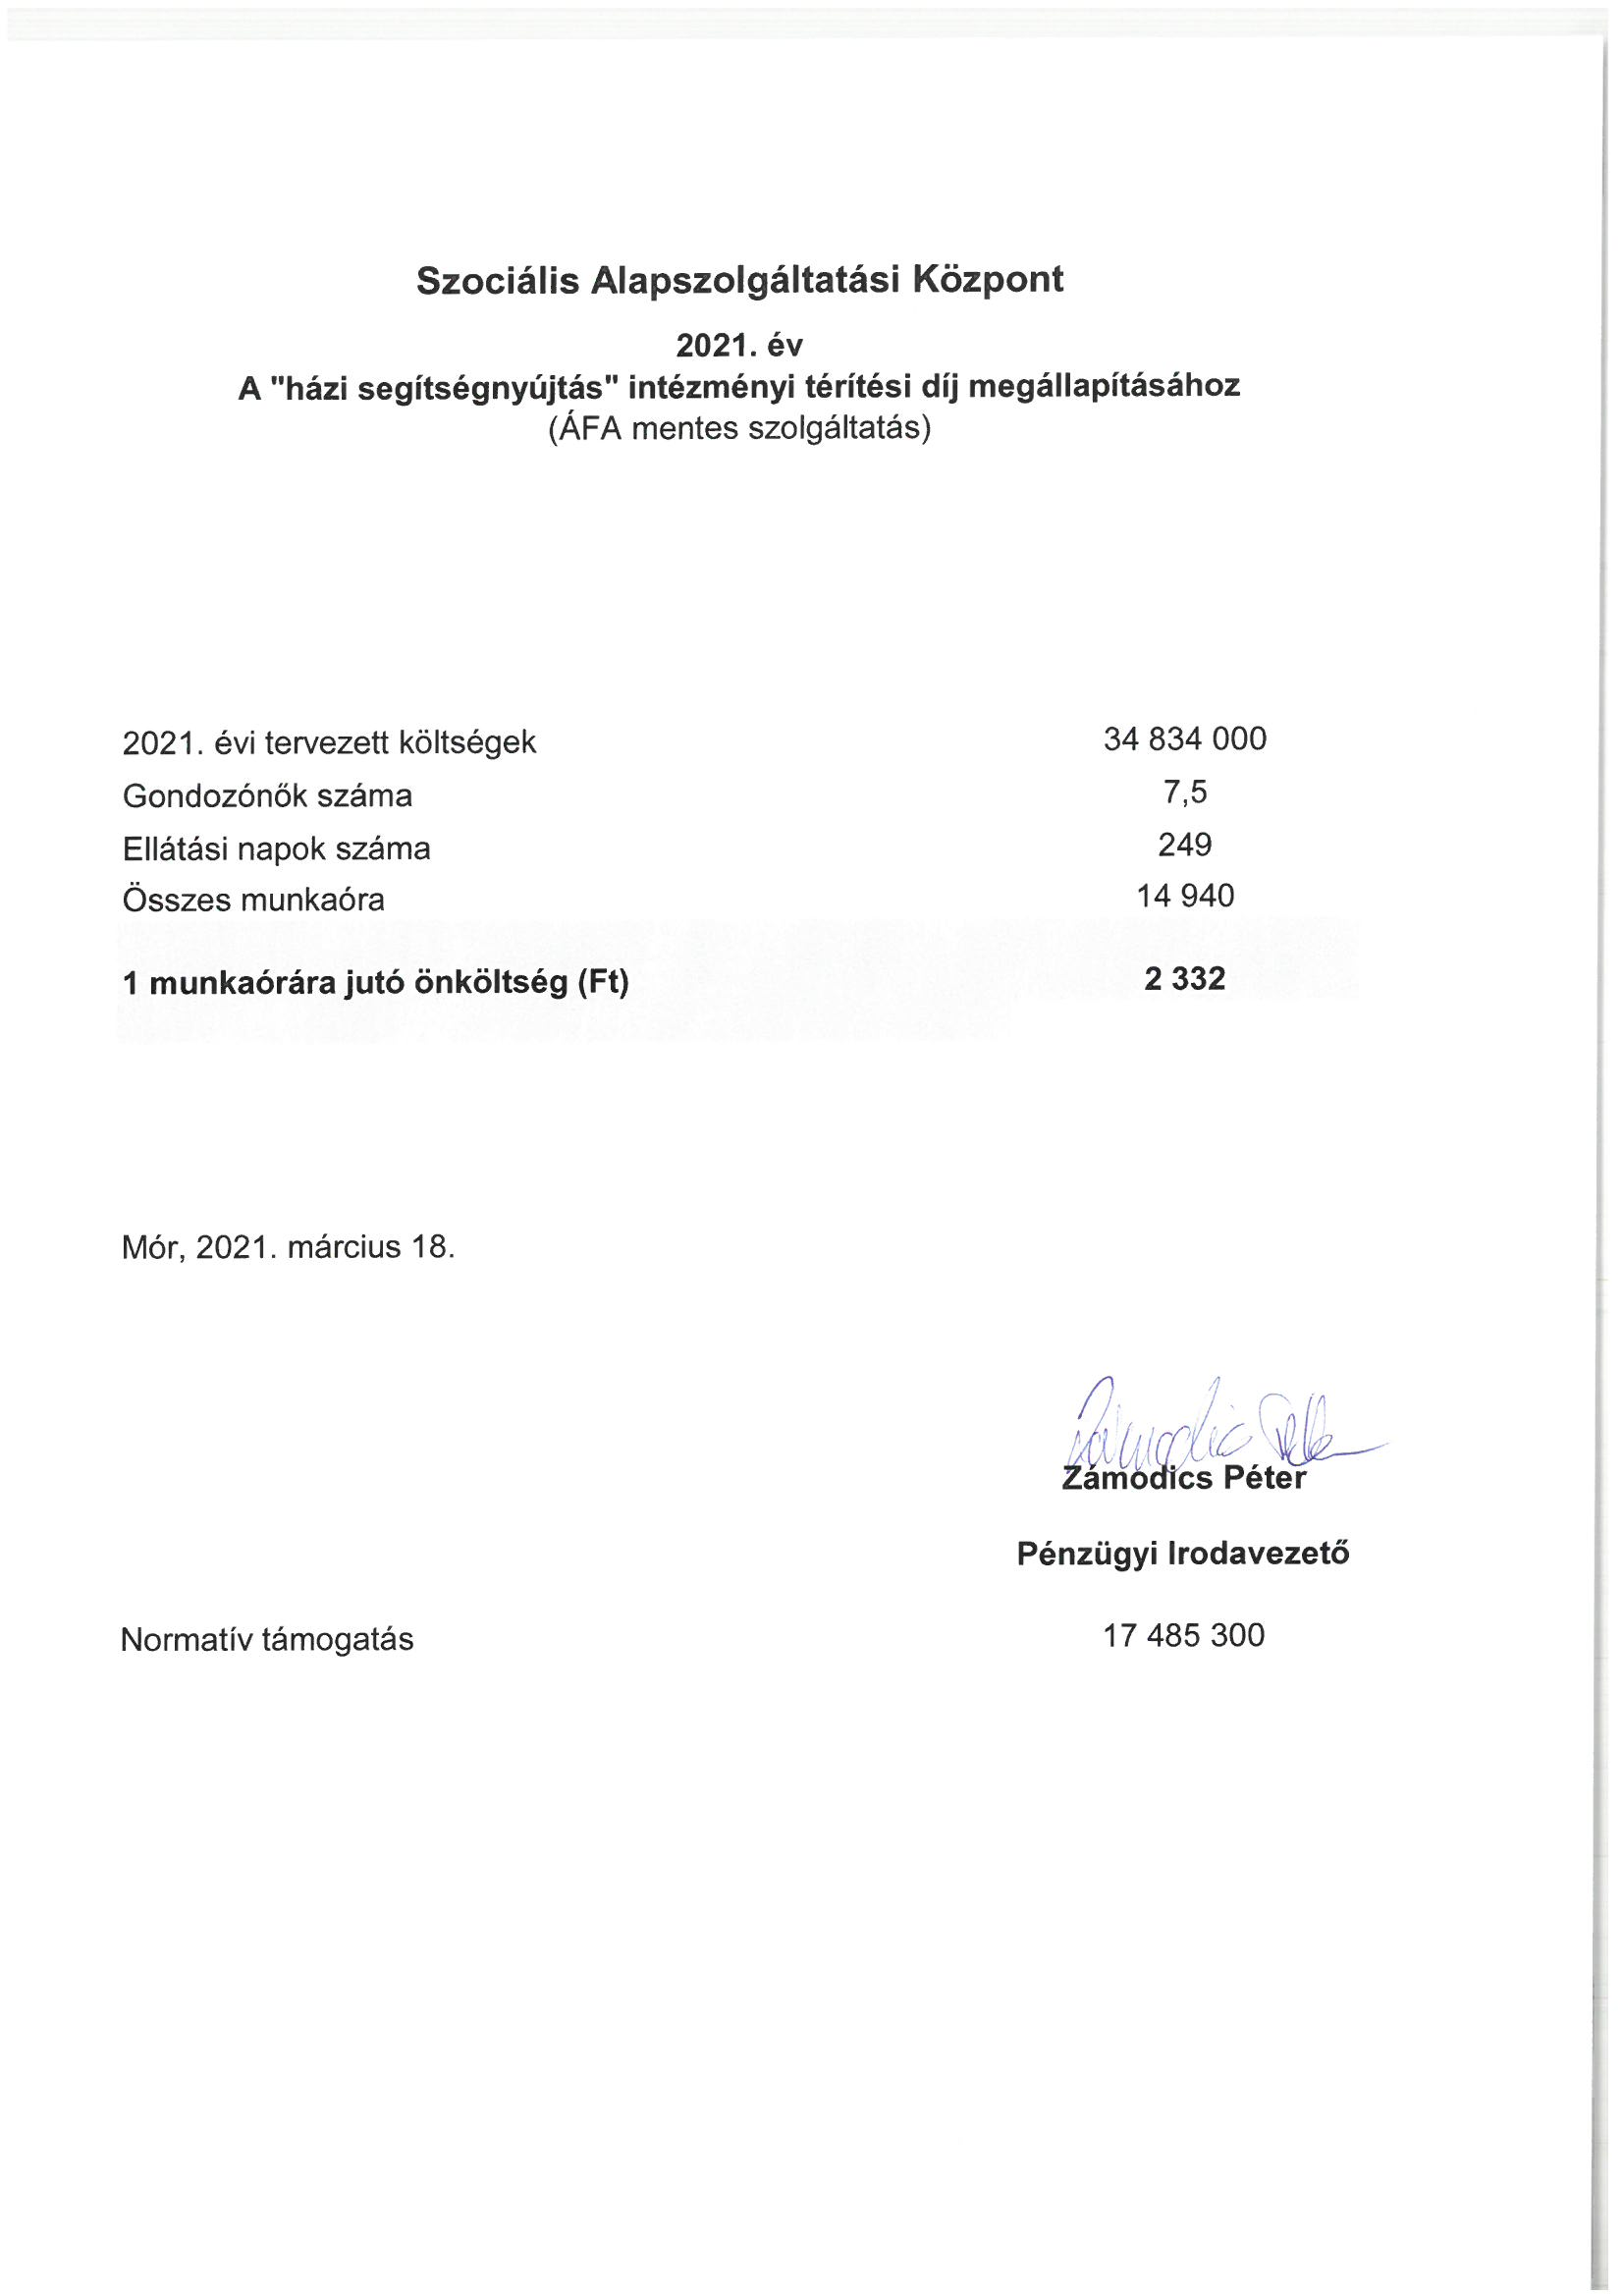 Szociális Alapszolgáltatási Központ
2021. év
A "házi segítségnyújtás" intézményi térítési díj megállapításához
(ÁFA mentes szolgáltatás)
2021. évi tervezett költségek 34 834 000
Gondozónők száma 7,5
Ellátási napok száma 249
Összes munkaóra 14 940
1 munkaórára jutó önköltség (Ft) 2 332
Mór, 2021. március 18.
Zámodics Péter
Zámodics Péter
Pénzügyi Irodavezető
Normatív támogatás 17 485 300